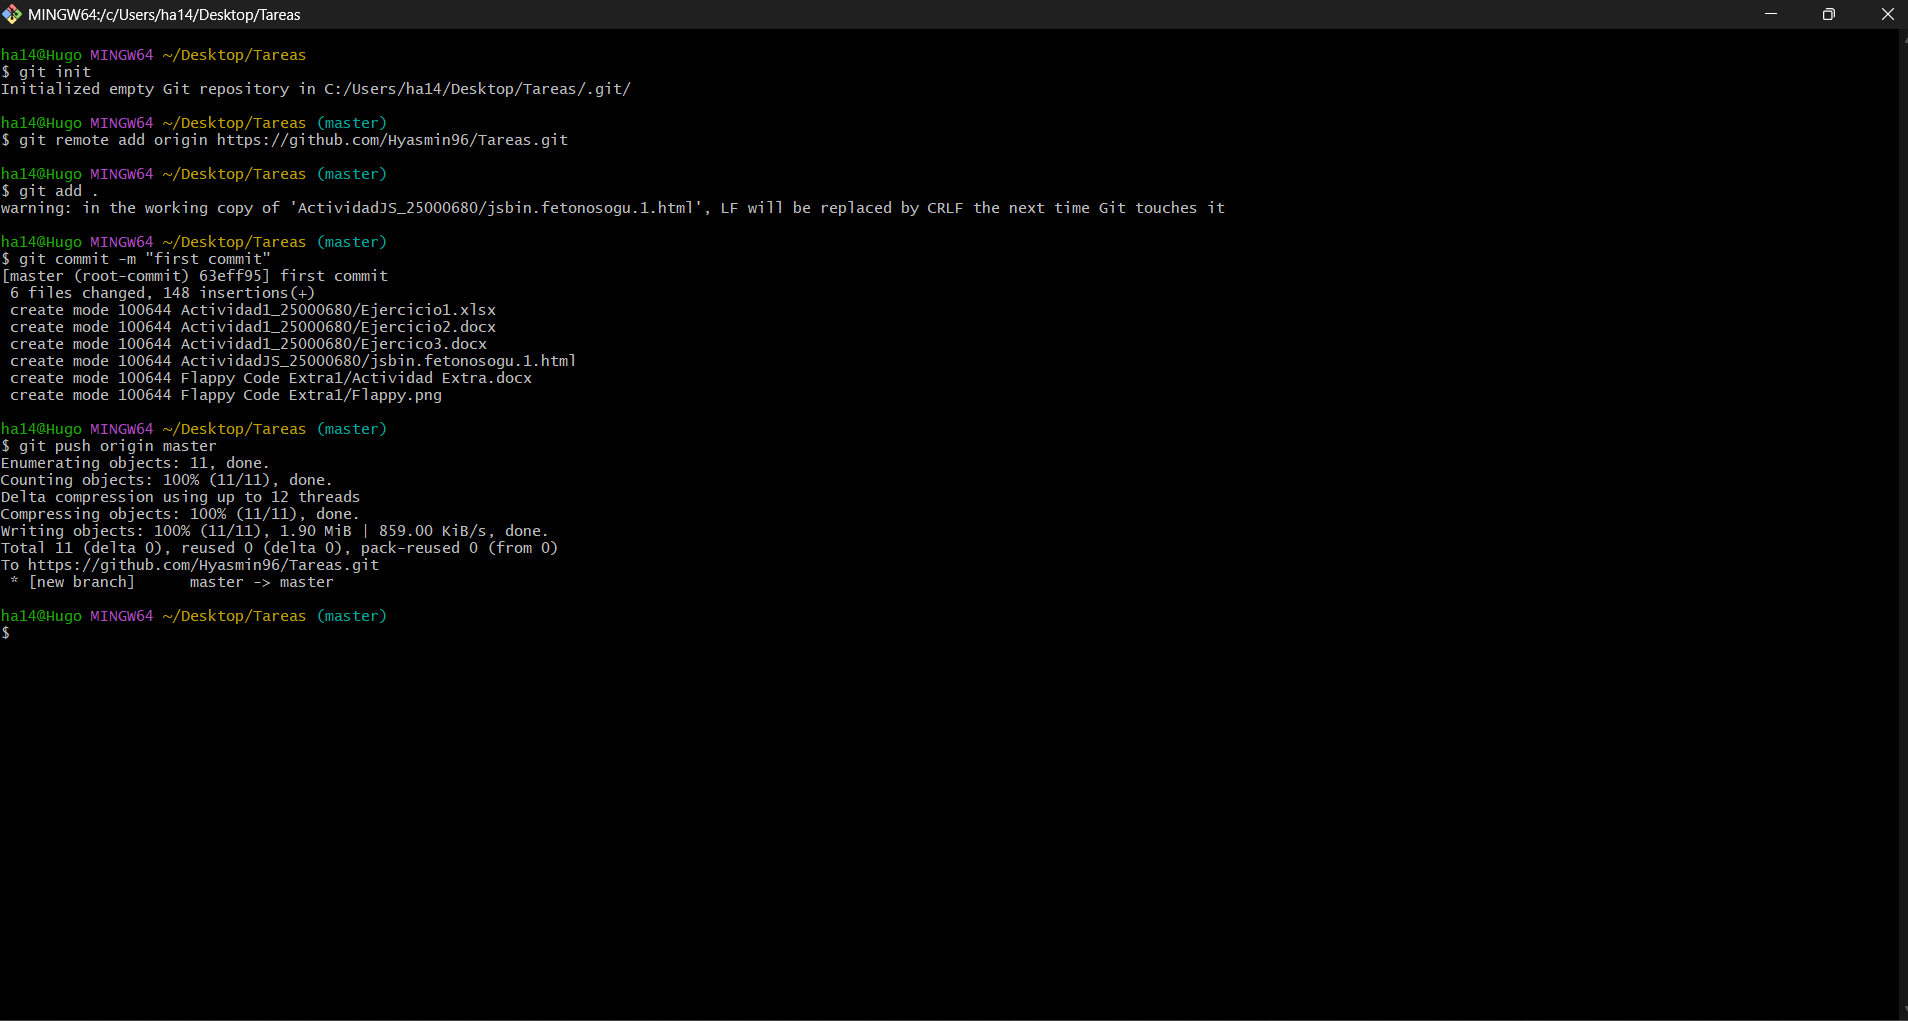 MINGW64:/c/Users/ha14/Desktop/Tareas
ha14@Hugo MINGW64 ~/Desktop/Tareas
$ git init
Initialized empty Git repository in C:/Users/ha14/Desktop/Tareas/.git/
ha14@Hugo MINGW64 ~/Desktop/Tareas (master)
$ git remote add origin https://github.com/Hyasmin96/Tareas.git
ha14@Hugo MINGW64 ~/Desktop/Tareas (master)
$ git add .
warning: in the working copy of 'ActividadJS_25000680/jsbin.fetonosogu.1.html', LF will be replaced by CRLF the next time Git touches it
ha14@Hugo MINGW64 ~/Desktop/Tareas (master)
$ git commit -m "first commit"
[master (root-commit) 63eff95] first commit
 6 files changed, 148 insertions(+)
 create mode 100644 Actividad1_25000680/Ejercicio1.xlsx
 create mode 100644 Actividad1_25000680/Ejercicio2.docx
 create mode 100644 Actividad1_25000680/Ejercico3.docx
 create mode 100644 ActividadJS_25000680/jsbin.fetonosogu.1.html
 create mode 100644 Flappy Code Extra1/Actividad Extra.docx
 create mode 100644 Flappy Code Extra1/Flappy.png
ha14@Hugo MINGW64 ~/Desktop/Tareas (master)
$ git push origin master
Enumerating objects: 11, done.
Counting objects: 100% (11/11), done.
Delta compression using up to 12 threads
Compressing objects: 100% (11/11), done.
Writing objects: 100% (11/11), 1.90 MiB | 859.00 KiB/s, done.
Total 11 (delta 0), reused 0 (delta 0), pack-reused 0 (from 0)
To https://github.com/Hyasmin96/Tareas.git
 * [new branch]      master -> master
ha14@Hugo MINGW64 ~/Desktop/Tareas (master)
$